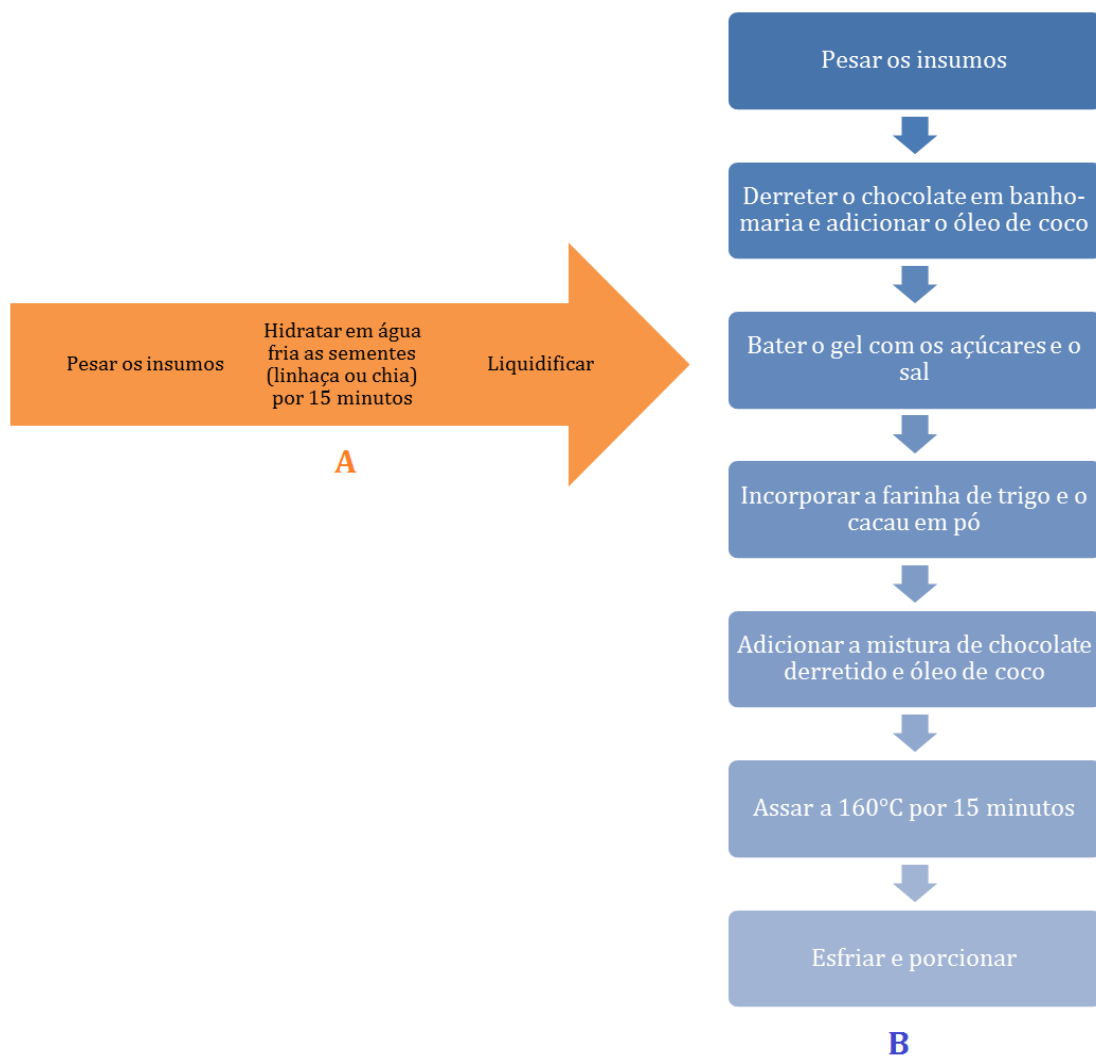 Pesar os insumos
Hidratar em água
fria as sementes
(linhaça ou chia)
por 15 minutos
Liquidificar
A
Pesar os insumos
Derreter o chocolate em banho-
maria e adicionar o óleo de coco
Bater o gel com os açúcares e o
sal
Incorporar a farinha de trigo e o
cacau em pó
Adicionar a mistura de chocolate
derretido e óleo de coco
Assar a 160°C por 15 minutos
Esfriar e porcionar
B